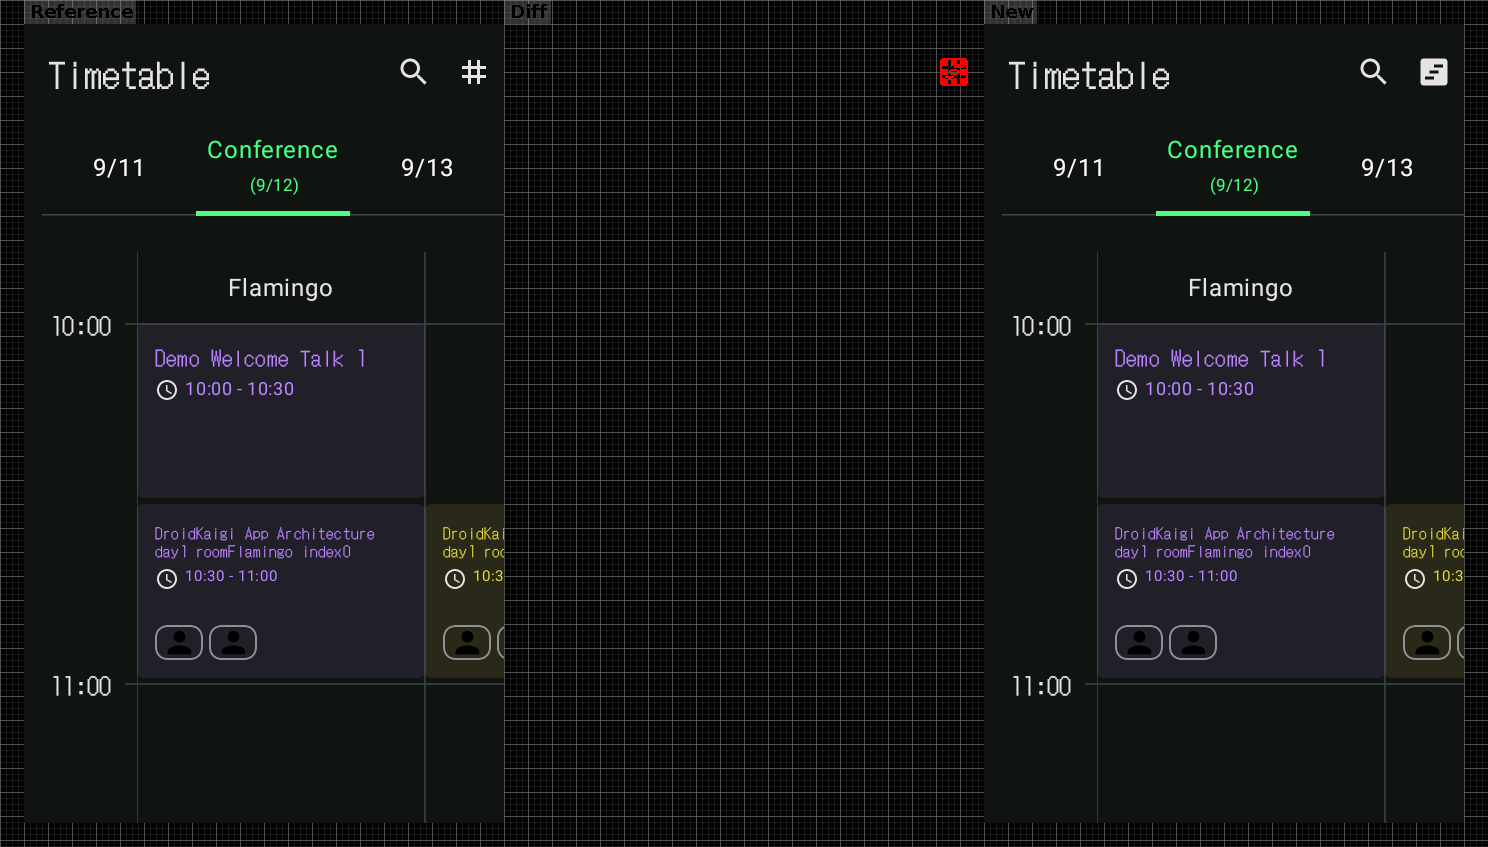 Reference
Timetable
9/11
Conference
(9/12)
9/13
Flamingo
10:00
Demo Welcome Talk 1
10:00 - 10:30
DroidKaigi App Architecture
day1 roomFlamingo index0
10:30 - 11:00
DroidKai
day1 roo
10:3
11:00
Diff
New
Timetable
9/11
Conference
(9/12)
9/13
Flamingo
10:00
Demo Welcome Talk 1
10:00 - 10:30
DroidKaigi App Architecture
day1 roomFlamingo index0
10:30 - 11:00
DroidKai
day1 roo
10:3
11:00